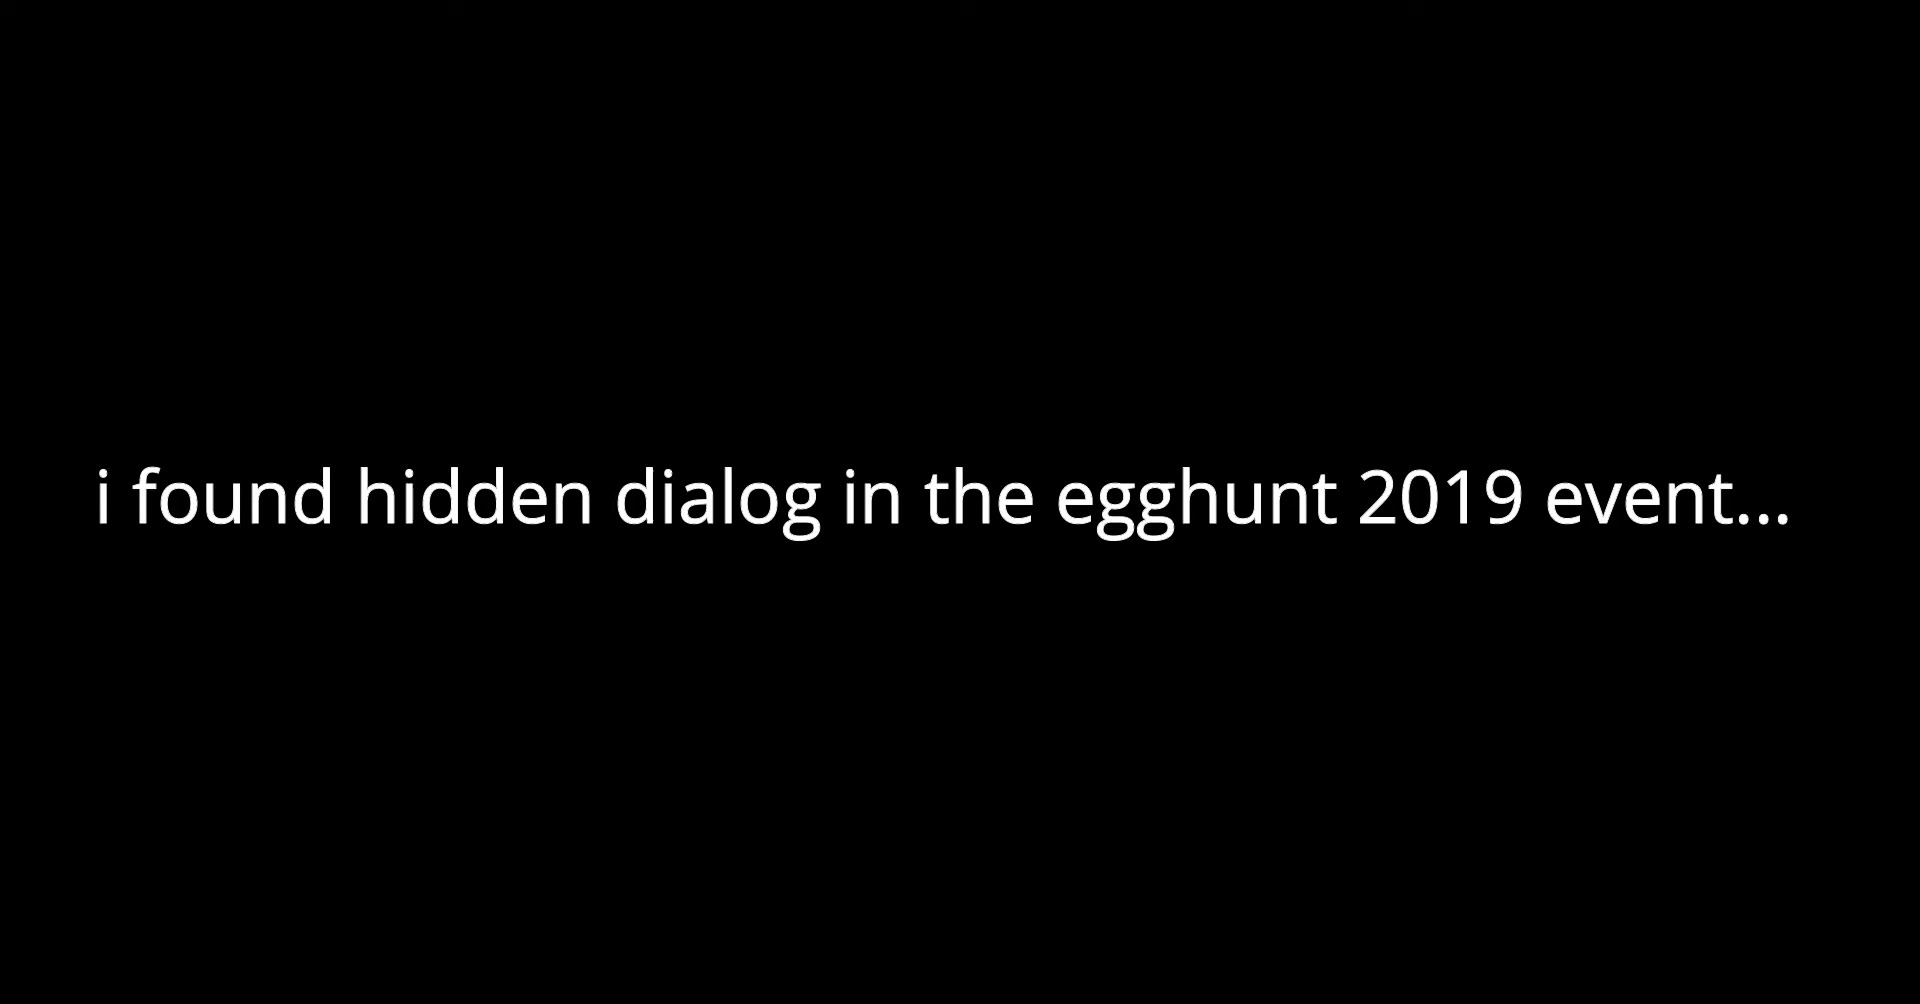 i found hidden dialog in the egghunt 2019 event...